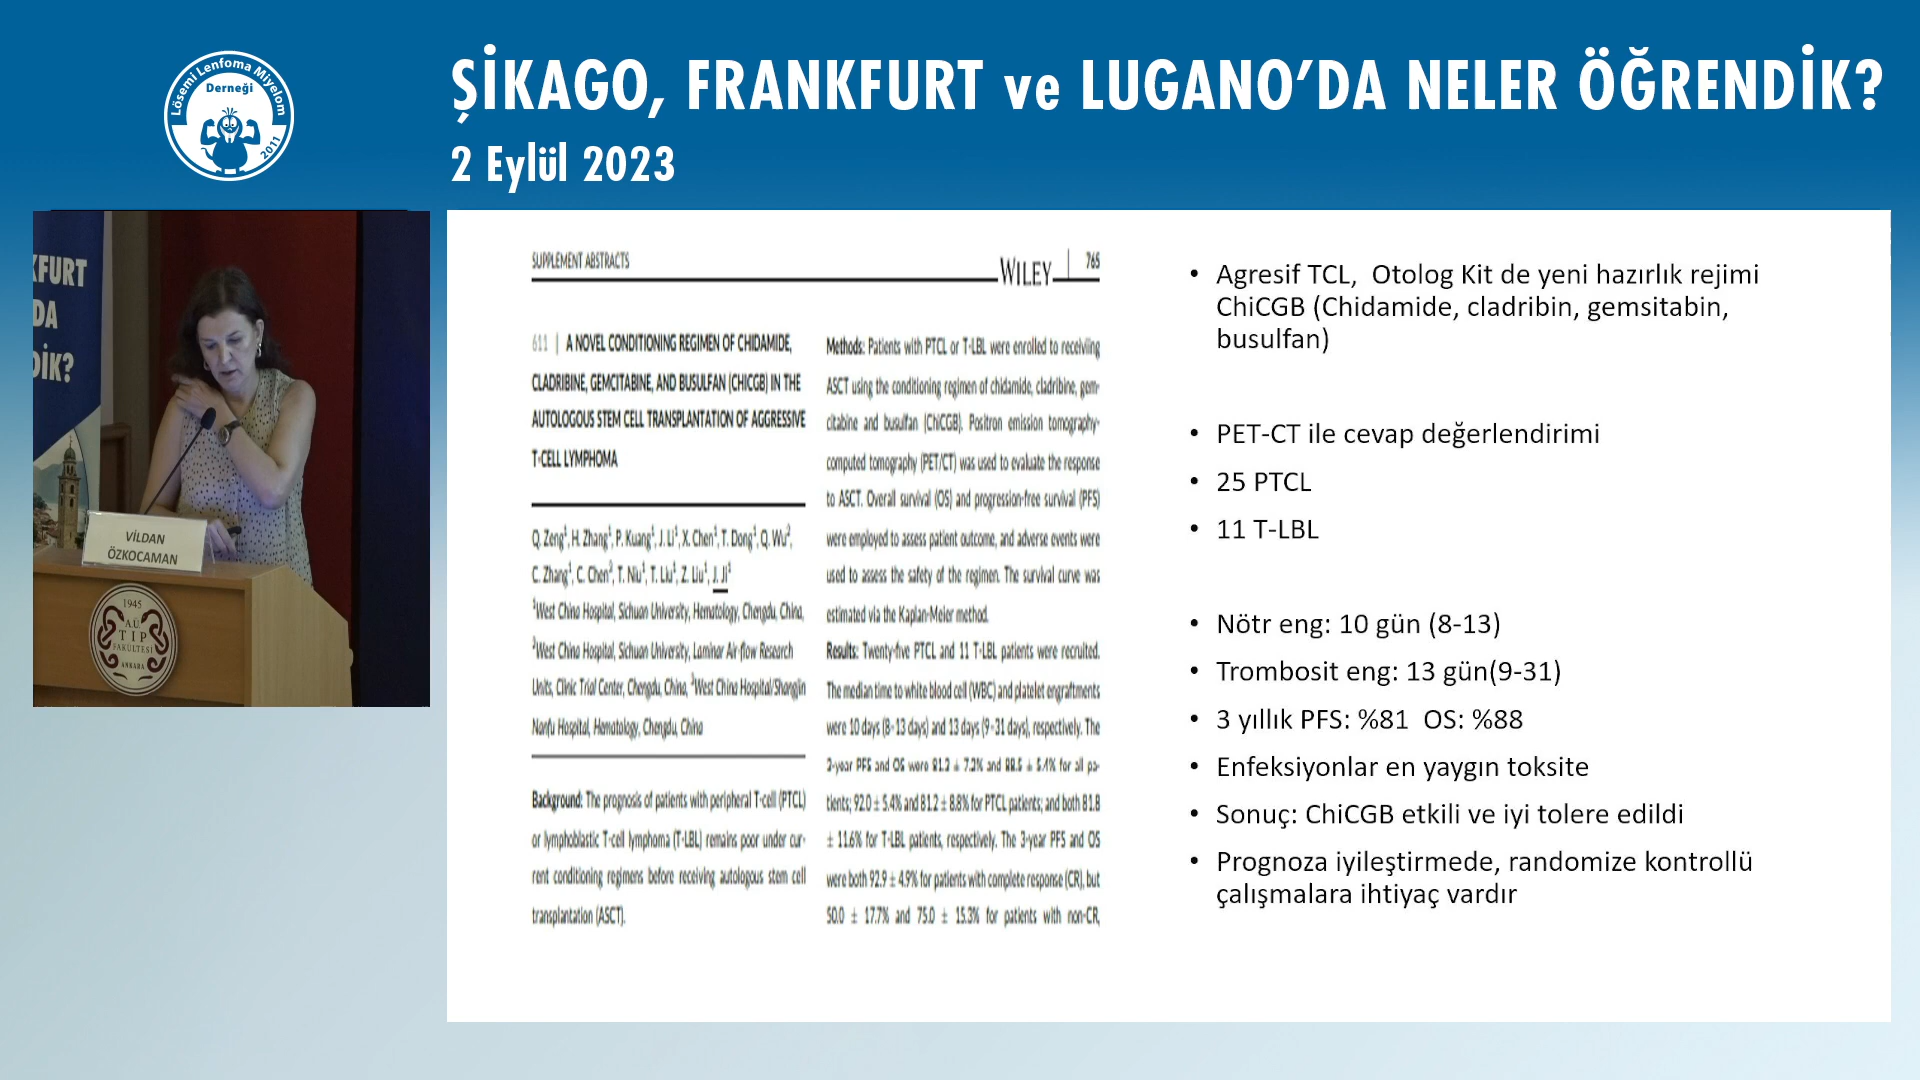 Lösemi Lenfoma Miyelom
Derneği
2011
ŞİKAGO, FRANKFURT ve LUGANO’DA NELER ÖĞRENDİK?
2 Eylül 2023
KFURT
DA
DİK?
VİLDAN
ÖZKOCAMAN
1945
A.Ü.
TIP
FAKÜLTESİ
ANKARA
SUPPLEMENT ABSTRACTS
WILEY
765
611 | A NOVEL CONDITIONING REGIMEN OF CHIDAMIDE,
CLADRIBINE, GEMCITABINE, AND BUSULFAN (CHICGB) IN THE
AUTOLOGOUS STEM CELL TRANSPLANTATION OF AGGRESSIVE
T-CELL LYMPHOMA
Q. Zeng¹, H. Zhang¹, P. Kuang¹, J. Li¹, X. Chen¹, T. Dong¹, Q. Wu²,
C. Zhang¹, C. Chen³, T. Niu¹, T. Liu¹, Z. Liu¹, J. Ji¹
¹West China Hospital, Sichuan University, Hematology, Chengdu, China,
²West China Hospital, Sichuan University, Laminar Air-flow Research
Units, Clinic Trial Center, Chengdu, China, ³West China Hospital/Shangjin
Nanfu Hospital, Hematology, Chengdu, China
Background: The prognosis of patients with peripheral T-cell (PTCL)
or lymphoblastic T-cell lymphoma (T-LBL) remains poor under cur-
rent conditioning regimens before receiving autologous stem cell
transplantation (ASCT).
Methods: Patients with PTCL or T-LBL were enrolled to receiving
ASCT using the conditioning regimen of chidamide, cladribine, gem-
citabine and busulfan (ChiCGB). Positron emission tomography-
computed tomography (PET/CT) was used to evaluate the response
to ASCT. Overall survival (OS) and progression-free survival (PFS)
were employed to assess patient outcome, and adverse events were
used to assess the safety of the regimen. The survival curve was
estimated via the Kaplan-Meier method.
Results: Twenty-five PTCL and 11 T-LBL patients were recruited.
The median time to white blood cell (WBC) and platelet engraftments
were 10 days (8–13 days) and 13 days (9–31 days), respectively. The
-year PFS and OS were 81.2 ± 7.2% and 88.5 ± 5.4% for all pa-
tients; 92.0 ± 5.4% and 81.2 ± 8.8% for PTCL patients; and both 81.8
± 11.6% for T-LBL patients, respectively. The 3-year PFS and OS
were both 92.9 ± 4.9% for patients with complete response (CR), but
50.0 ± 17.7% and 75.0 ± 15.3% for patients with non-CR,
• Agresif TCL, Otolog Kit de yeni hazırlık rejimi
ChiCGB (Chidamide, cladribin, gemsitabin,
busulfan)
• PET-CT ile cevap değerlendirimi
• 25 PTCL
• 11 T-LBL
• Nötr eng: 10 gün (8-13)
• Trombosit eng: 13 gün(9-31)
• 3 yıllık PFS: %81 OS: %88
• Enfeksiyonlar en yaygın toksite
• Sonuç: ChiCGB etkili ve iyi tolere edildi
• Prognoza iyileştirmede, randomize kontrollü
çalışmalara ihtiyaç vardır